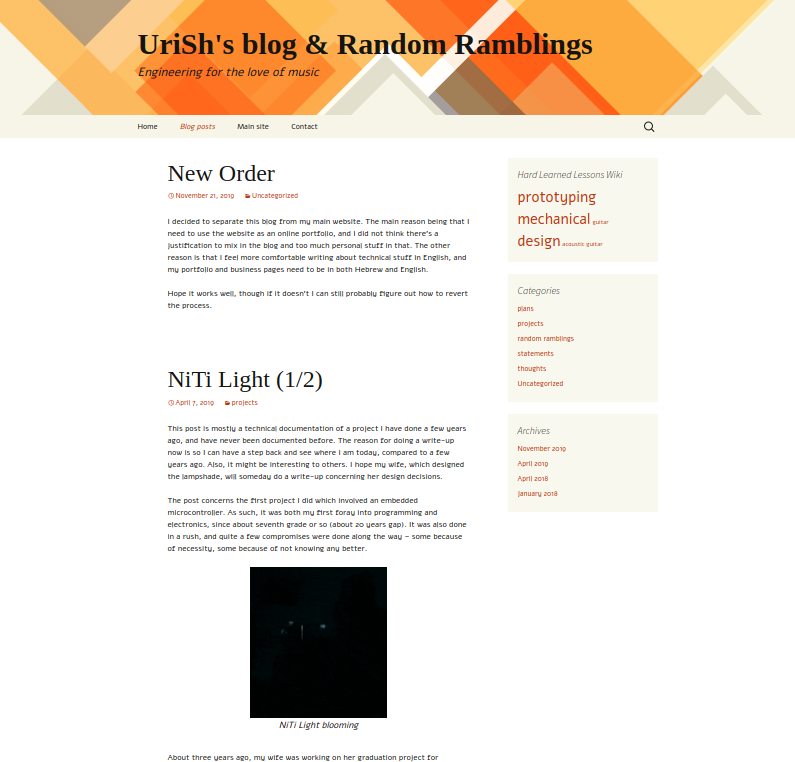 UriSh's blog & Random Ramblings
Engineering for the love of music
Home Blog posts Main site Contact
New Order
November 21, 2019 Uncategorized
I decided to separate this blog from my main website. The main reason being that I
need to use the website as an online portfolio, and I did not think there's a
justification to mix in the blog and too much personal stuff in that. The other
reason is that I feel more comfortable writing about technical stuff in English, and
my portfolio and business pages need to be in both Hebrew and English.
Hope it works well, though if it doesn't I can still probably figure out how to revert
the process.
NiTi Light (1/2)
April 7, 2019 projects
This post is mostly a technical documentation of a project I have done a few years
ago, and have never been documented before. The reason for doing a write-up
now is so I can have a step back and see where I am today, compared to a few
years ago. Also, it might be interesting to others. I hope my wife, which designed
the lampshade, will someday do a write-up concerning her design decisions.
The post concerns the first project I did which involved an embedded
microcontroller. As such, it was both my first foray into programming and
electronics, since about seventh grade or so (about 20 years gap). It was also done
in a rush, and quite a few compromises were done along the way – some because
of necessity, some because of not knowing any better.
NiTi Light blooming
About three years ago, my wife was working on her graduation project for
Hard Learned Lessons Wiki
prototyping
mechanical guitar
design acoustic guitar
Categories
plans
projects
random ramblings
statements
thoughts
Uncategorized
Archives
November 2019
April 2019
April 2018
January 2018